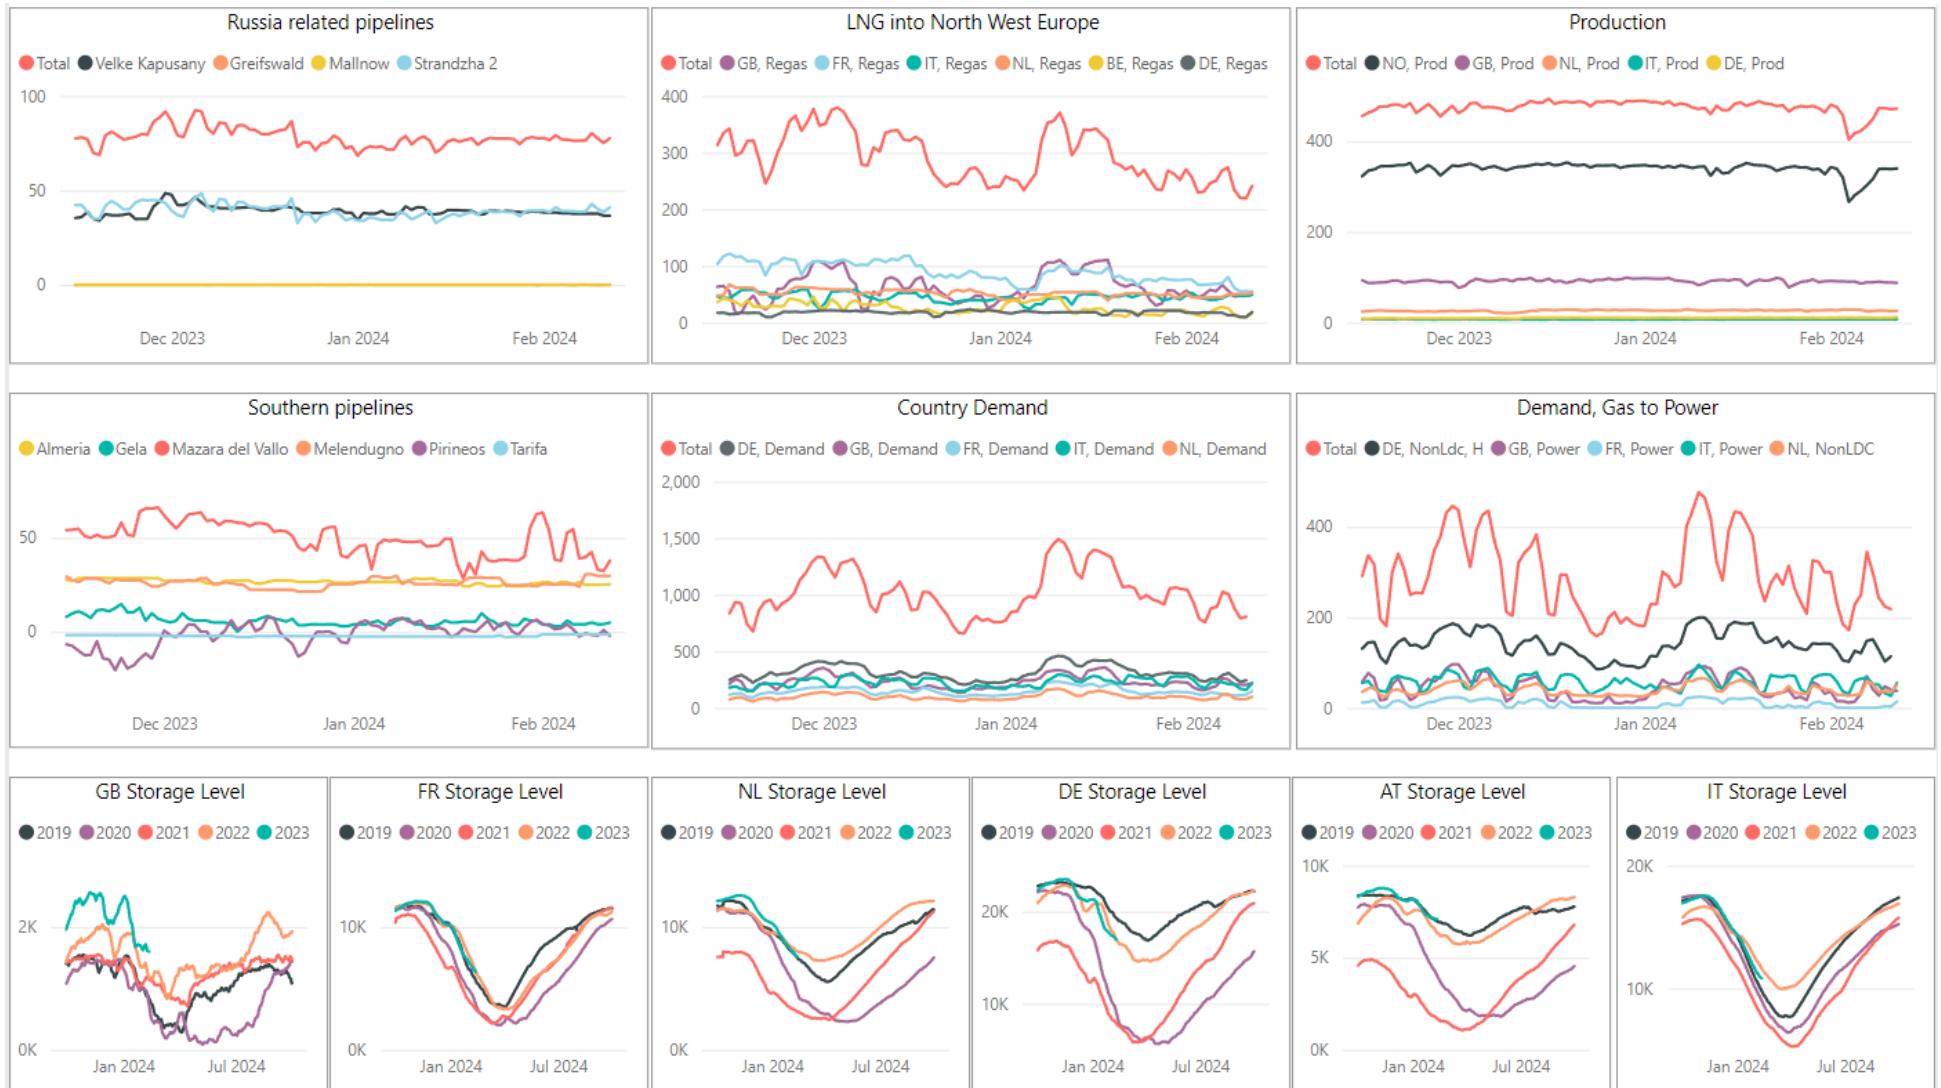 Russia related pipelines
Total Velke Kapusany Greifswald Mallnow Strandzha 2
100
50
0
Dec 2023 Jan 2024 Feb 2024
LNG into North West Europe
Total GB, Regas FR, Regas IT, Regas NL, Regas BE, Regas DE, Regas
400
300
200
100
0
Dec 2023 Jan 2024 Feb 2024
Production
Total NO, Prod GB, Prod NL, Prod IT, Prod DE, Prod
400
200
0
Dec 2023 Jan 2024 Feb 2024
Southern pipelines
Almeria Gela Mazara del Vallo Melendugno Pirineos Tarifa
50
0
Dec 2023 Jan 2024 Feb 2024
Country Demand
Total DE, Demand GB, Demand FR, Demand IT, Demand NL, Demand
2,000
1,500
1,000
500
0
Dec 2023 Jan 2024 Feb 2024
Demand, Gas to Power
Total DE, NonLdc, H GB, Power FR, Power IT, Power NL, NonLDC
400
200
0
Dec 2023 Jan 2024 Feb 2024
GB Storage Level
2019 2020 2021 2022 2023
2K
0K
Jan 2024 Jul 2024
FR Storage Level
2019 2020 2021 2022 2023
10K
0K
Jan 2024 Jul 2024
NL Storage Level
2019 2020 2021 2022 2023
10K
0K
Jan 2024 Jul 2024
DE Storage Level
2019 2020 2021 2022 2023
20K
10K
Jan 2024 Jul 2024
AT Storage Level
2019 2020 2021 2022 2023
10K
5K
0K
Jan 2024 Jul 2024
IT Storage Level
2019 2020 2021 2022 2023
20K
10K
Jan 2024 Jul 2024